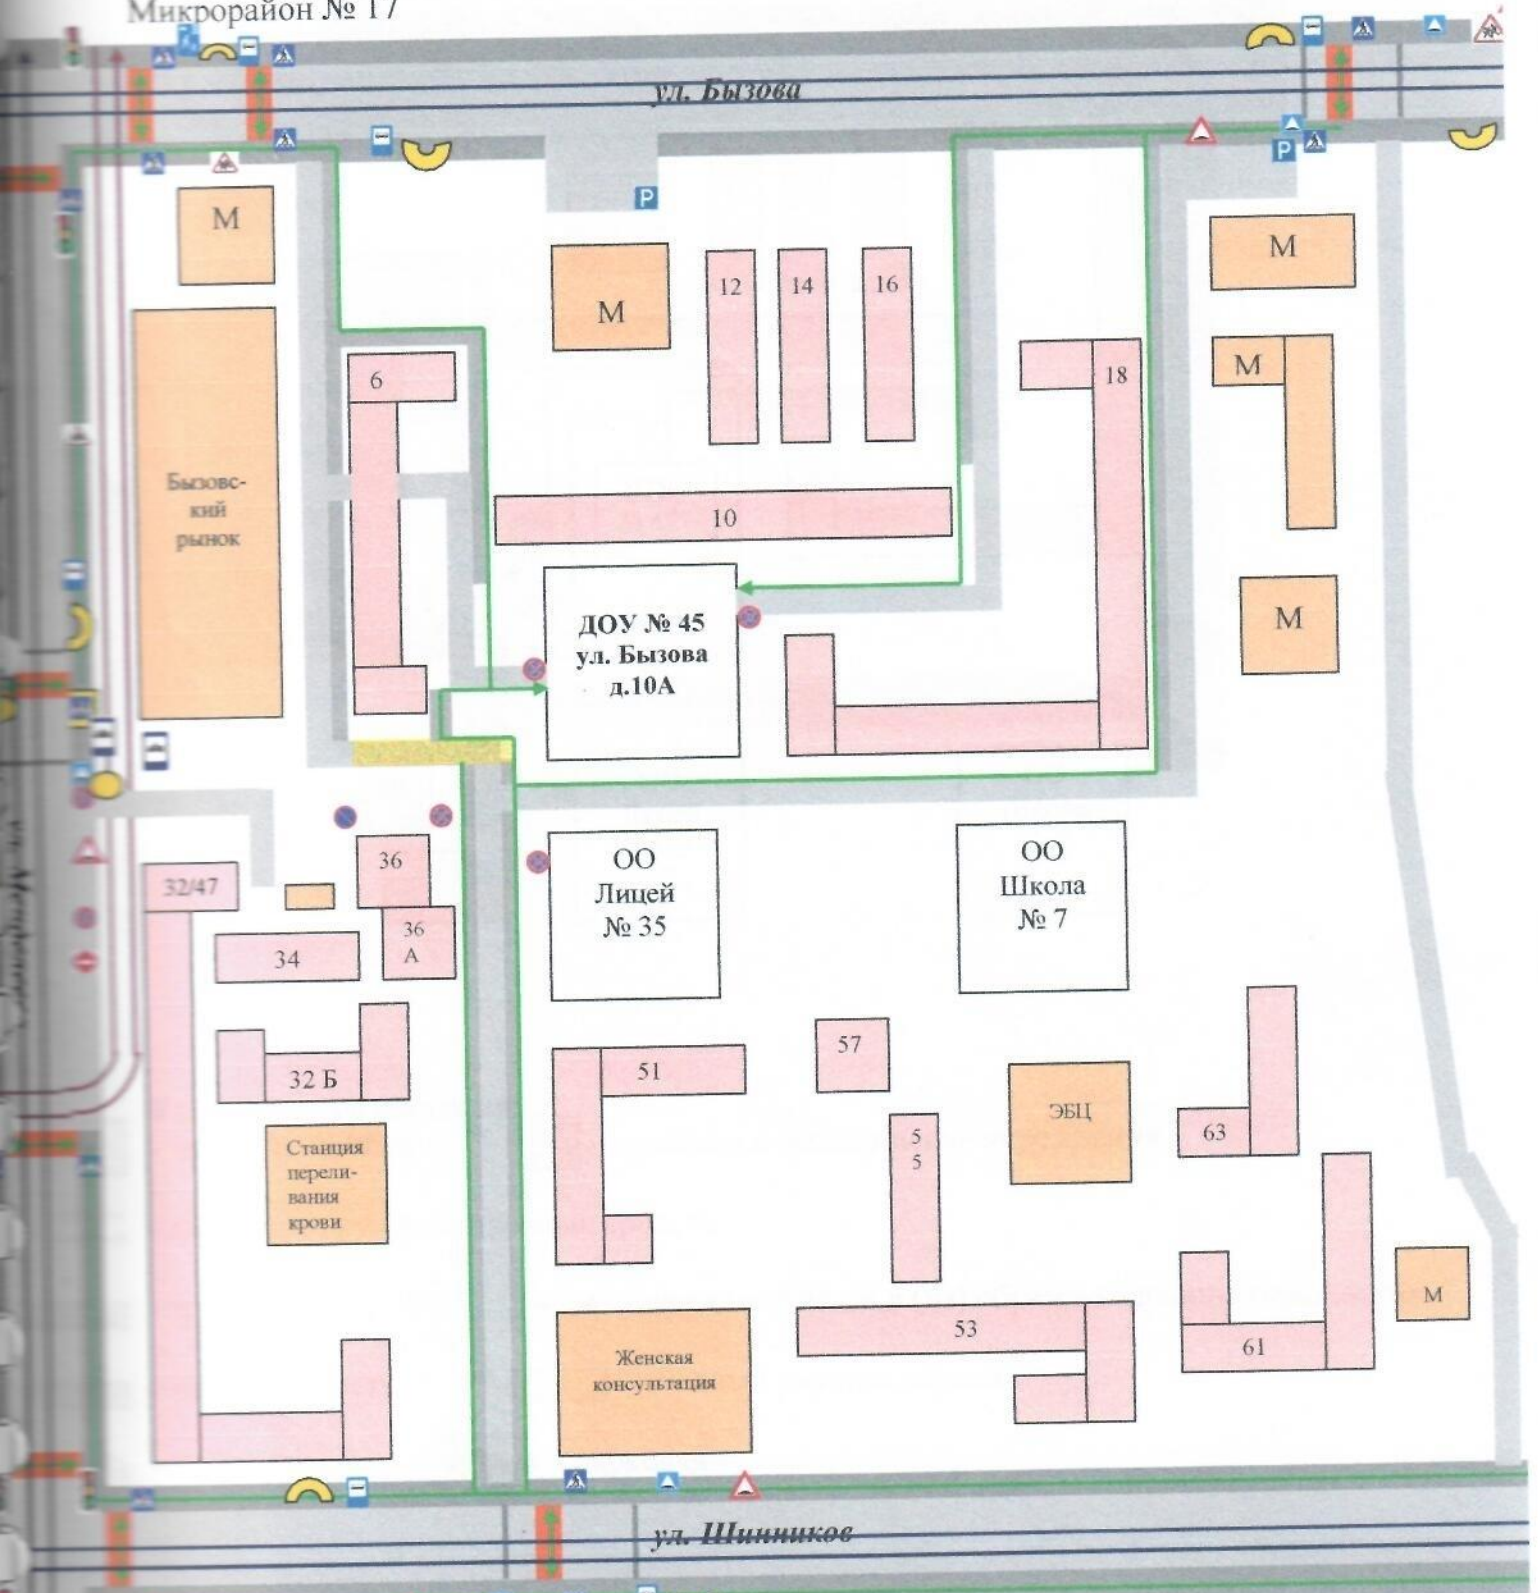 Микрорайон № 17
ул. Бызова
P
P
М
М
12
14
16
М
6
18
М
Бызовс-
кий
рынок
10
ДОУ № 45
ул. Бызова
д.10А
М
36
ОО
Лицей
№ 35
ОО
Школа
№ 7
32/47
36
А
34
51
57
32 Б
ЭБЦ
63
5
5
Станция
перели-
вания
крови
М
53
61
Женская
консультация
ул. Шинников